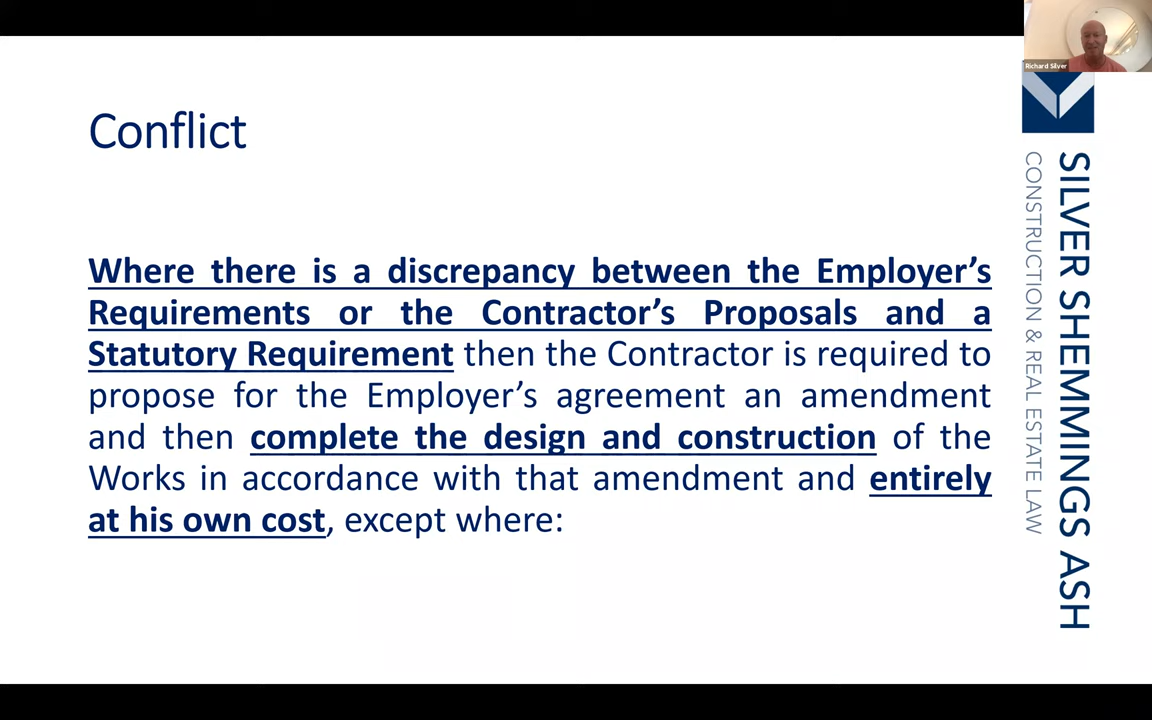 Richard Silver
Conflict
Where there is a discrepancy between the Employer’s
Requirements or the Contractor’s Proposals and a
Statutory Requirement then the Contractor is required to
propose for the Employer’s agreement an amendment
and then complete the design and construction of the
Works in accordance with that amendment and entirely
at his own cost, except where:
SILVER SHEMMINGS ASH
CONSTRUCTION & REAL ESTATE LAW